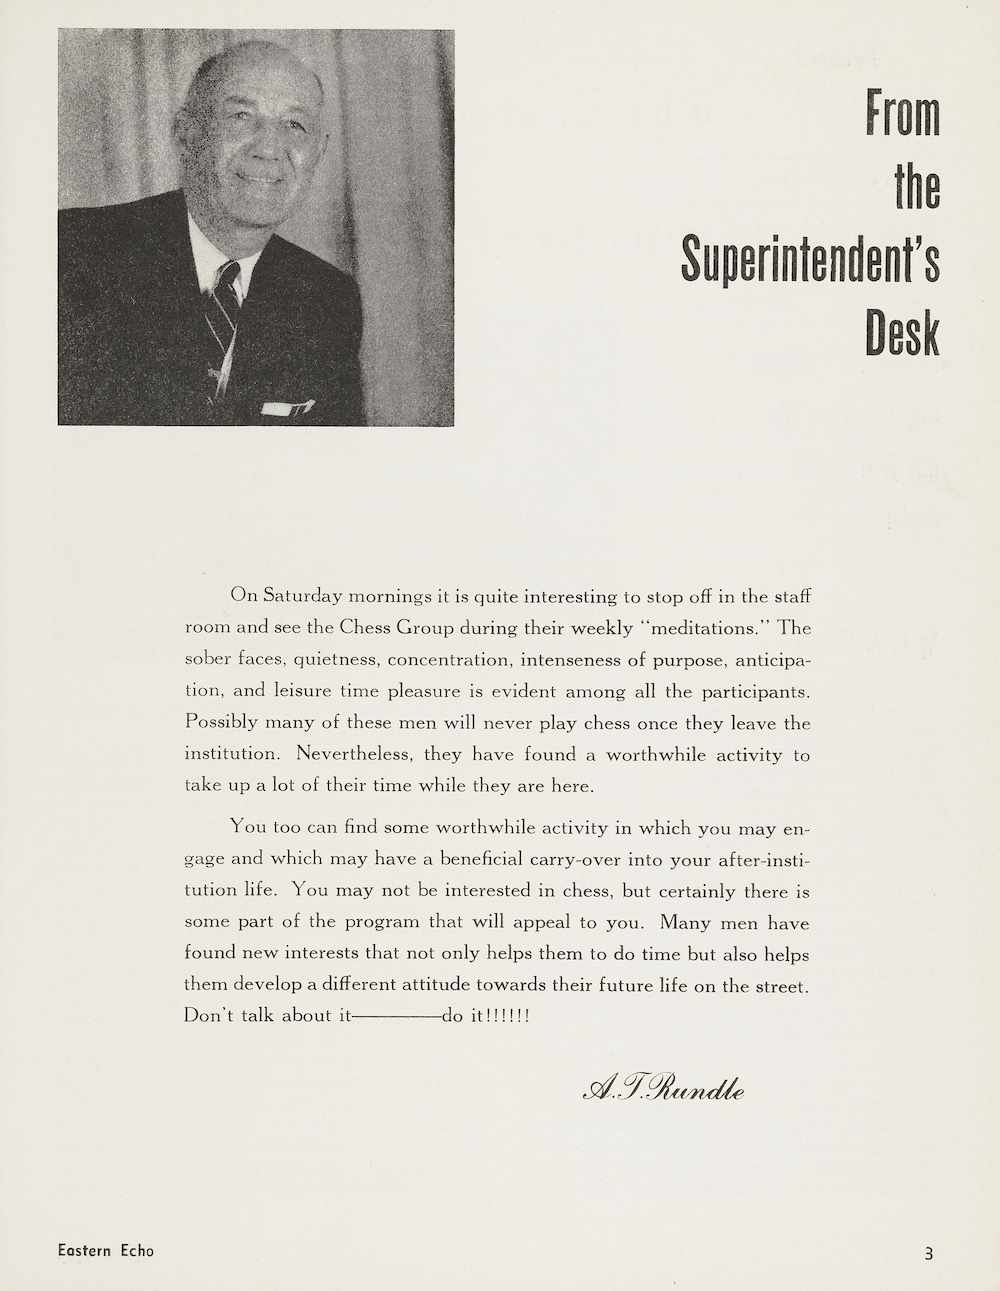 From
the
Superintendent's
Desk
On Saturday mornings it is quite interesting to stop off in the staff
room and see the Chess Group during their weekly "meditations." The
sober faces, quietness, concentration, intenseness of purpose, anticipa-
tion, and leisure time pleasure is evident among all the participants.
Possibly many of these men will never play chess once they leave the
institution. Nevertheless, they have found a worthwhile activity to
take up a lot of their time while they are here.
You too can find some worthwhile activity in which you may en-
gage and which may have a beneficial carry-over into your after-insti-
tution life. You may not be interested in chess, but certainly there is
some part of the program that will appeal to you. Many men have
found new interests that not only helps them to do time but also helps
them develop a different attitude towards their future life on the street.
Don't talk about it————do it!!!!!!
A.T.Rundle
Eastern Echo
3